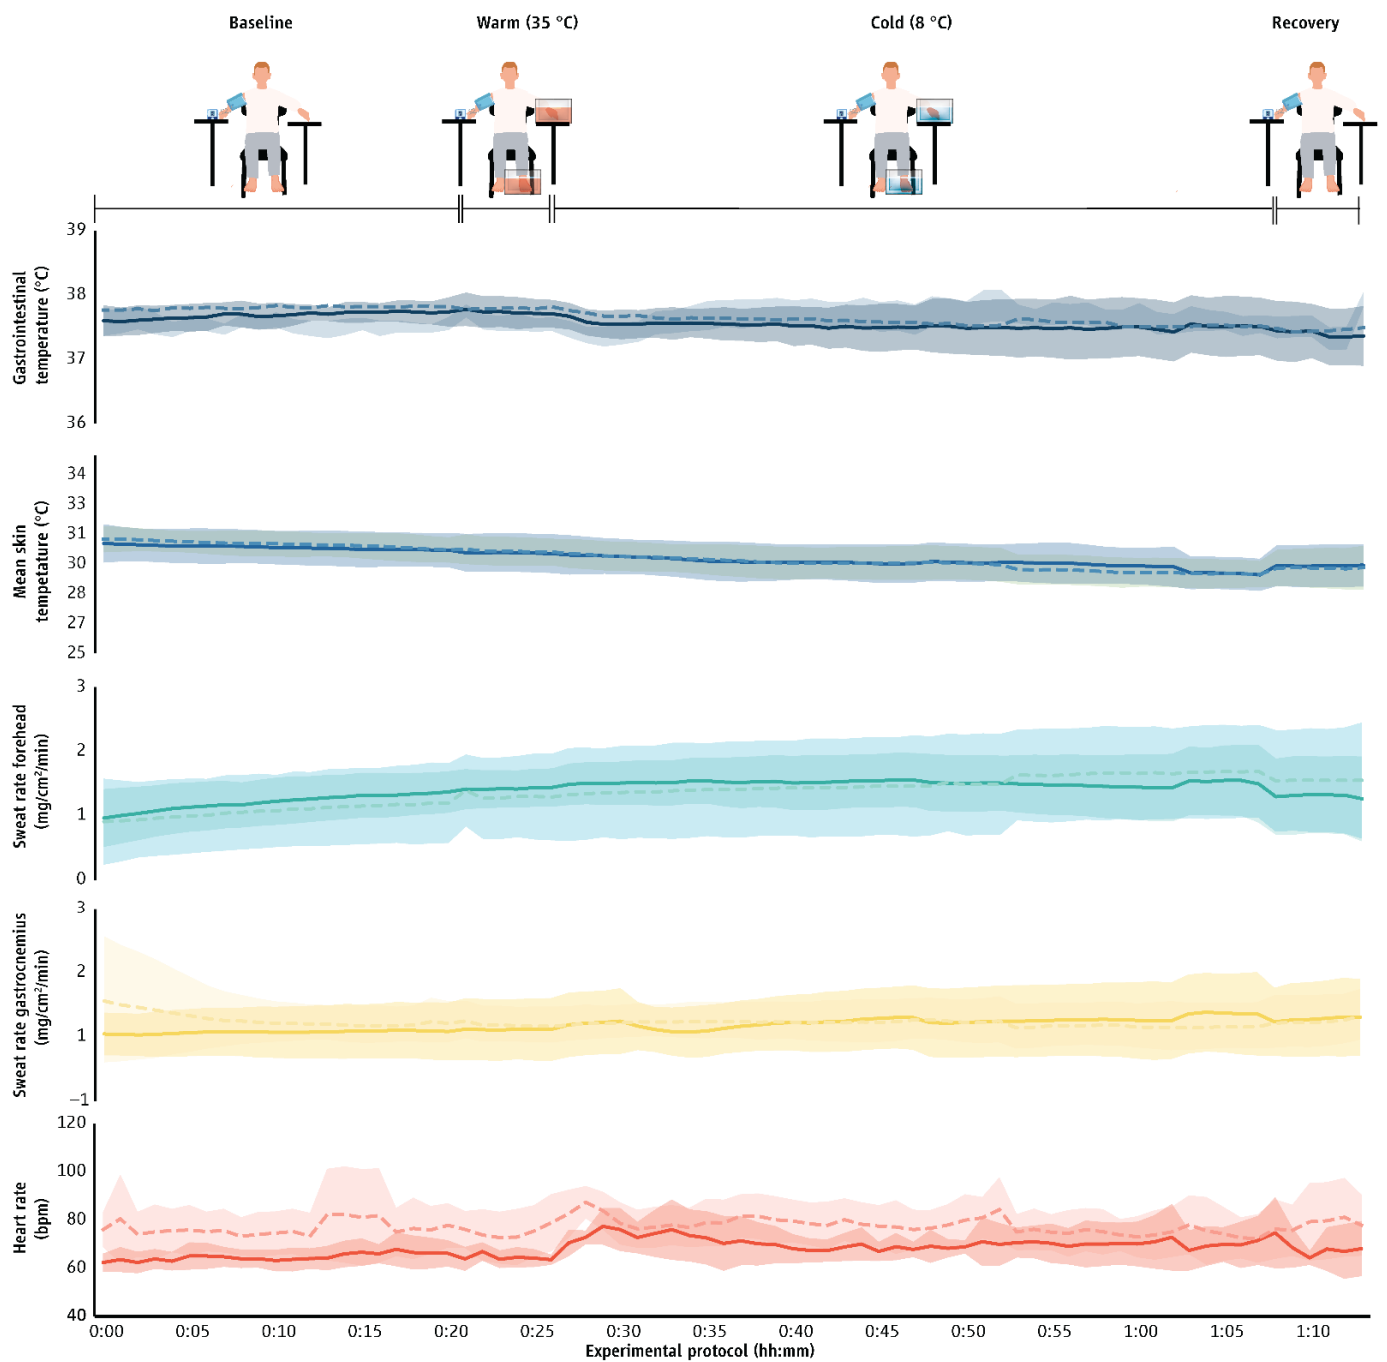 Baseline
Warm (35 °C)
Cold (8 °C)
Recovery
Gastrointestinal
temperature (°C)
39
38
37
36
Mean skin
tempetature (°C)
34
33
31
30
28
27
25
Sweat rate forehead
(mg/cm²/min)
3
2
1
0
Sweat rate gastrocnemius
(mg/cm²/min)
3
2
1
−1
Heart rate
(bpm)
120
100
80
60
40
0:00 0:05 0:10 0:15 0:20 0:25 0:30 0:35 0:40 0:45 0:50 0:55 1:00 1:05 1:10
Experimental protocol (hh:mm)